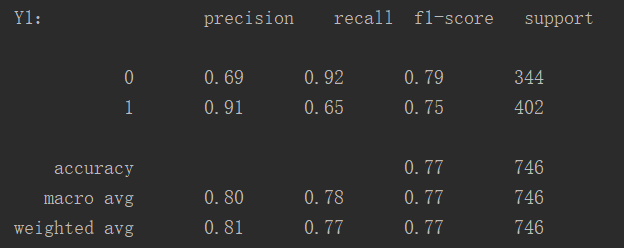 Y1: precision recall f1-score support
0 0.69 0.92 0.79 344
1 0.91 0.65 0.75 402
accuracy 0.77 746
macro avg 0.80 0.78 0.77 746
weighted avg 0.81 0.77 0.77 746